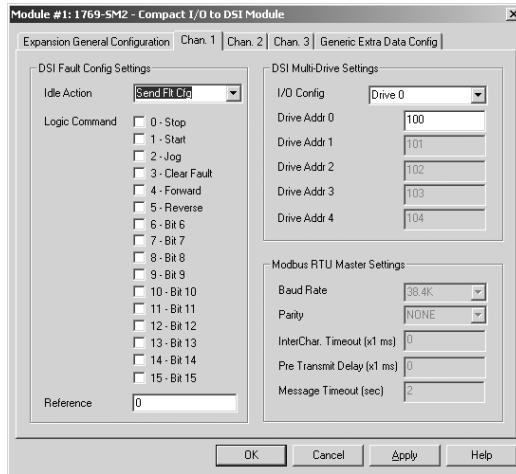 Module #1: 1769-SM2 - Compact I/O to DSI Module
Expansion General Configuration
Chan. 1
Chan. 2
Chan. 3
Generic Extra Data Config
DSI Fault Config Settings
Idle Action
Send Flt Cfg
Logic Command
0 - Stop
1 - Start
2 - Jog
3 - Clear Fault
4 - Forward
5 - Reverse
6 - Bit 6
7 - Bit 7
8 - Bit 8
9 - Bit 9
10 - Bit 10
11 - Bit 11
12 - Bit 12
13 - Bit 13
14 - Bit 14
15 - Bit 15
Reference
0
DSI Multi-Drive Settings
I/O Config
Drive 0
Drive Addr 0
100
Drive Addr 1
101
Drive Addr 2
102
Drive Addr 3
103
Drive Addr 4
104
Modbus RTU Master Settings
Baud Rate
38.4K
Parity
NONE
InterChar. Timeout (x1 ms)
0
Pre Transmit Delay (x1 ms)
0
Message Timeout (sec)
2
OK
Cancel
Apply
Help